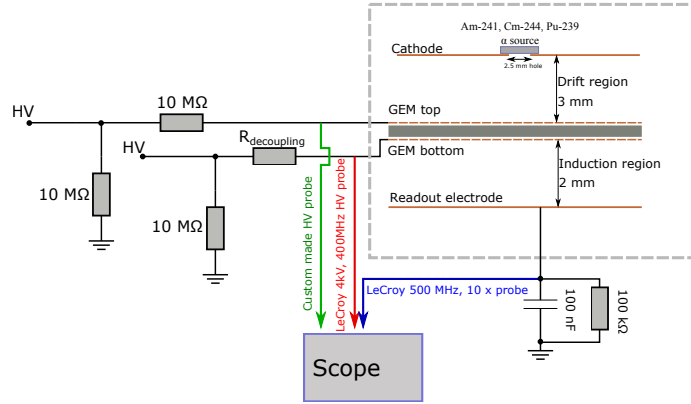 Am-241, Cm-244, Pu-239
α source
Cathode
2.5 mm hole
Drift region
3 mm
HV
10 MΩ
GEM top
HV
Rdecoupling
GEM bottom
Induction region
2 mm
10 MΩ
10 MΩ
Readout electrode
Custom made HV probe
LeCroy 4kV, 400MHz HV probe
LeCroy 500 MHz, 10 x probe
100 nF
100 kΩ
Scope